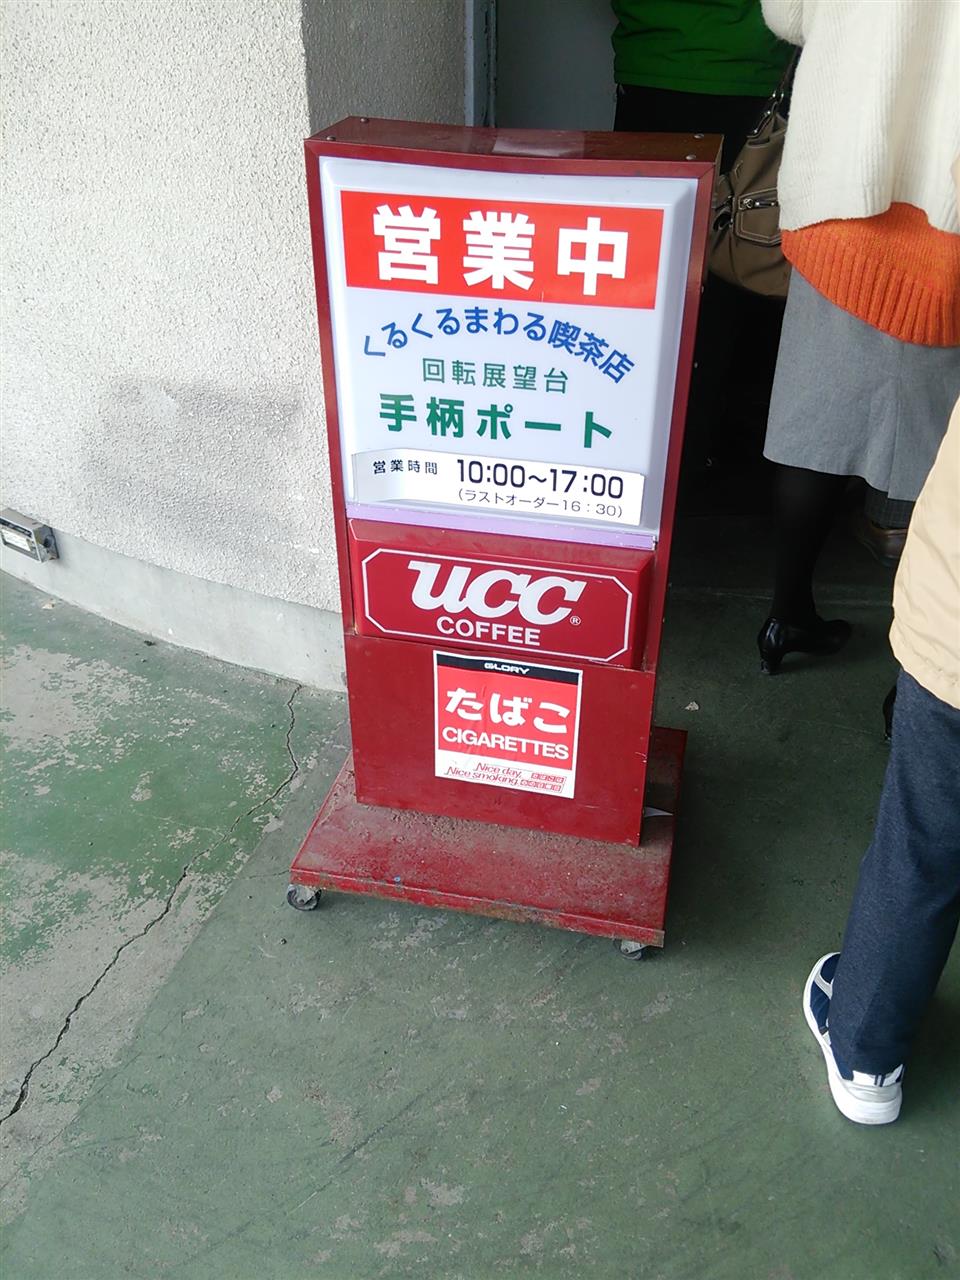 営業中
くるくるまわる喫茶店
回転展望台
手柄ポート
営業時間 10:00～17:00
（ラストオーダー16：30）
UCC®
COFFEE
GLORY
たばこ
CIGARETTES
Nice day,
Nice smoking.